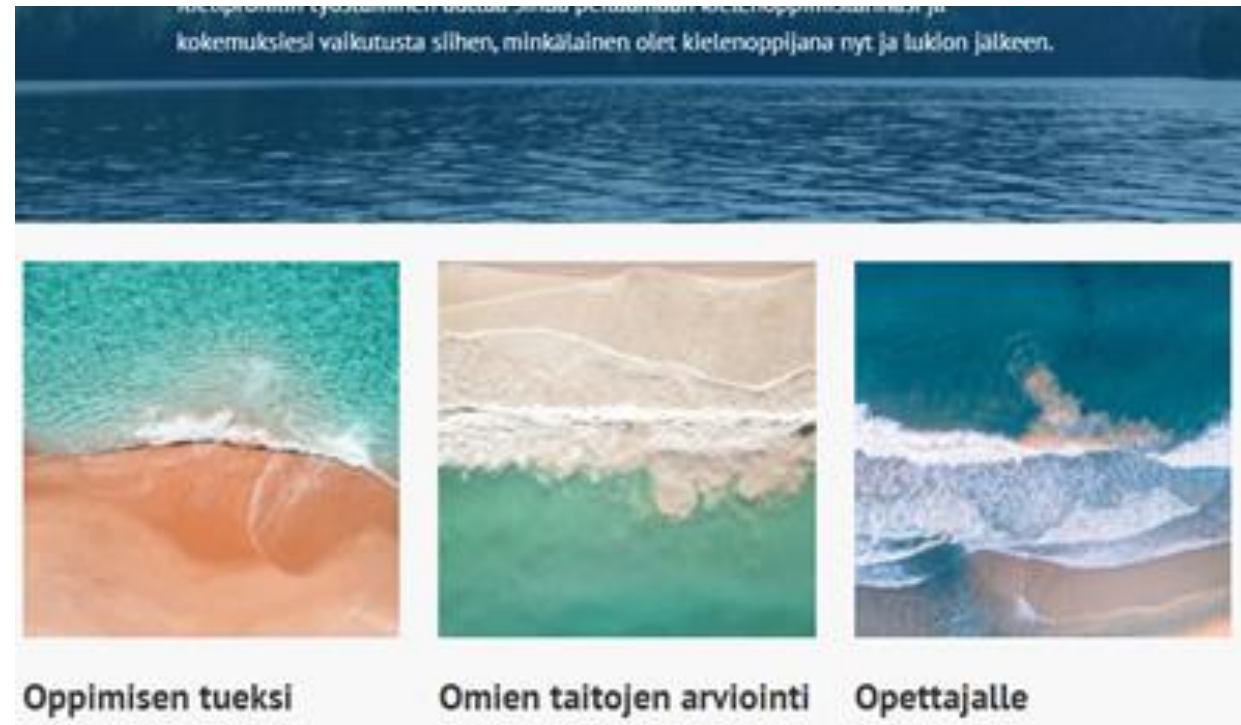 kokemuksiesi vaikutusta siihen, minkälainen olet kielenoppijana nyt ja lukion jälkeen.
Oppimisen tueksi
Omien taitojen arviointi
Opettajalle